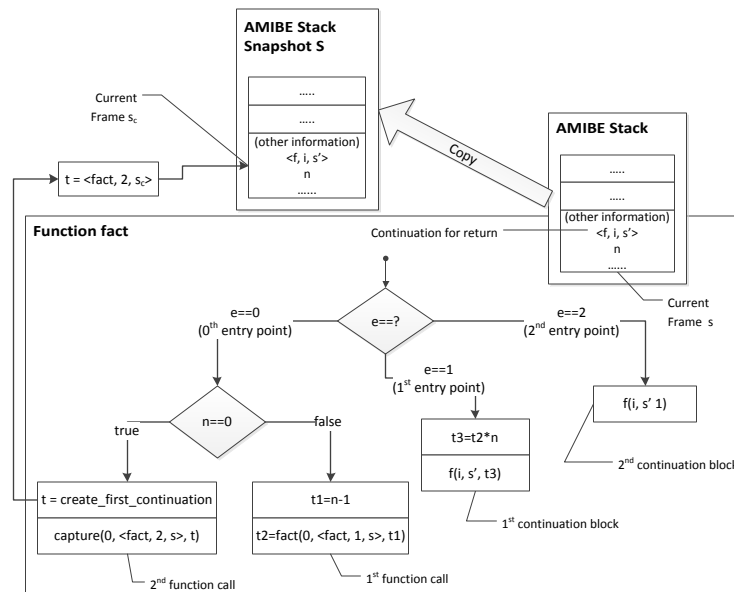 AMIBE Stack
Snapshot S
…..
…..
(other information)
<f, i, s’>
n
…...
Current
Frame sc
t = <fact, 2, sc>
Copy
AMIBE Stack
…..
…..
(other information)
<f, i, s’>
n
…...
Continuation for return
Current
Frame s
Function fact
e==?
e==0
(0th entry point)
e==1
(1st entry point)
e==2
(2nd entry point)
n==0
true
false
t = create_first_continuation
capture(0, <fact, 2, s>, t)
2nd function call
t1=n-1
t2=fact(0, <fact, 1, s>, t1)
1st function call
t3=t2*n
f(i, s’, t3)
1st continuation block
f(i, s’ 1)
2nd continuation block